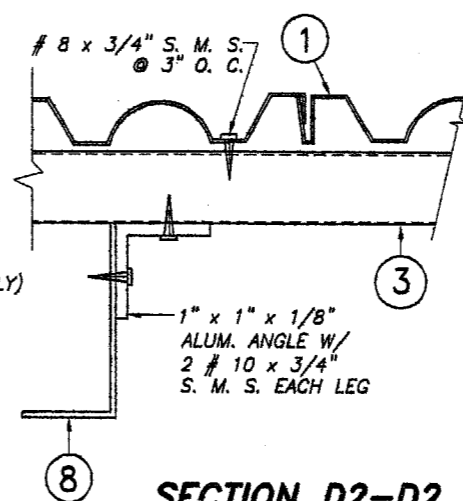 # 8 x 3/4" S. M. S.
@ 3" O. C.
1
3
LY)
1" x 1" x 1/8"
ALUM. ANGLE W/
2 # 10 x 3/4"
S. M. S. EACH LEG
8
SECTION D2-D2